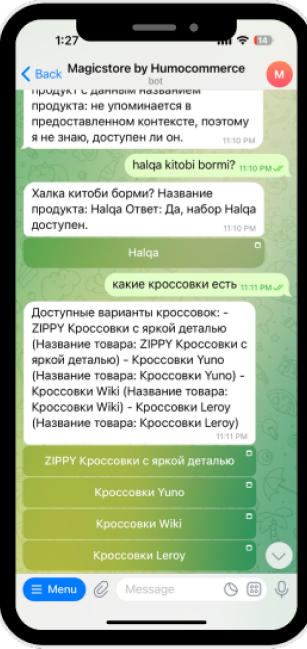 1:27
14
Back
Magicstore by Humocommerce
bot
M
продукт с данным названием
продукта: не упоминается в
предоставленном контексте, поэтому
я не знаю, доступен ли он.
11:10 PM
halqa kitobi bormi?
11:10 PM
Халка китоби борми? Название
продукта: Halqa Ответ: Да, набор Halqa
доступен.
11:10 PM
Halqa
какие кроссовки есть
11:11 PM
Доступные варианты кроссовок: -
ZIPPY Кроссовки с яркой деталью
(Название товара: ZIPPY Кроссовки с
яркой деталью) - Кроссовки Yuno
(Название товара: Кроссовки Yuno) -
Кроссовки Wiki (Название товара:
Кроссовки Wiki) - Кроссовки Leroy
(Название товара: Кроссовки Leroy)
11:11 PM
ZIPPY Кроссовки с яркой деталью
Кроссовки Yuno
Кроссовки Wiki
Кроссовки Leroy
Menu
Message